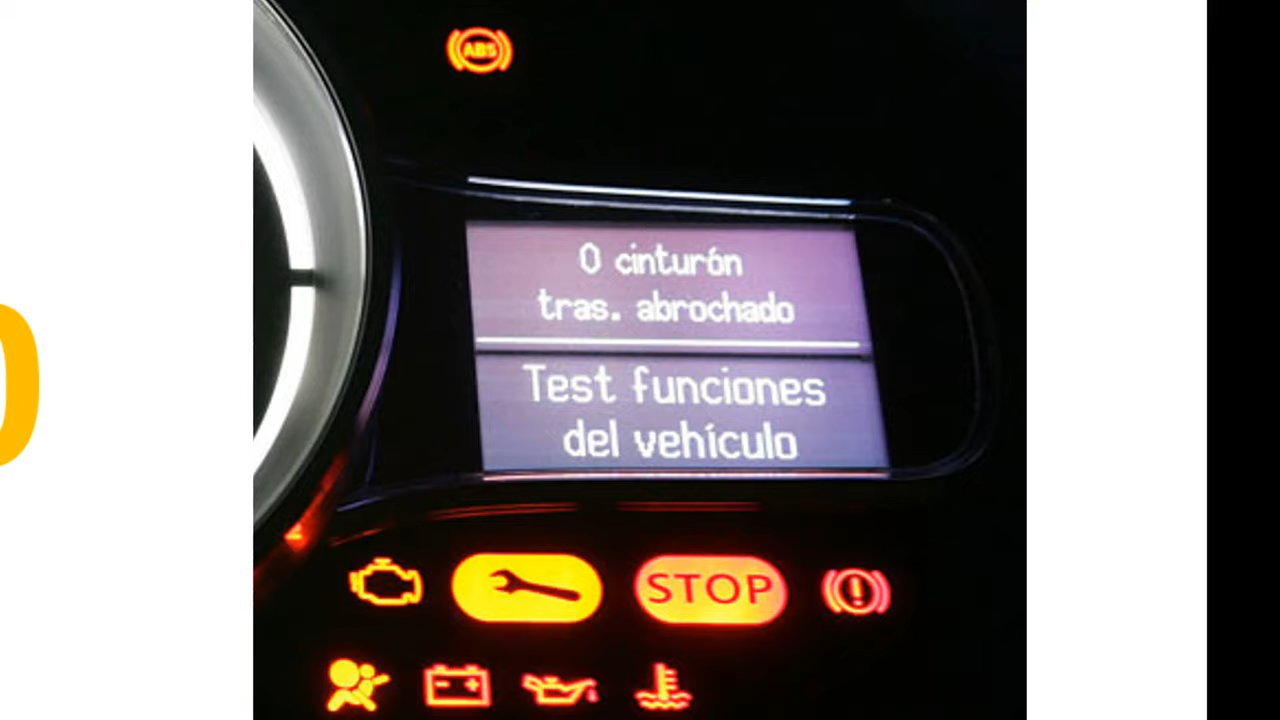 ABS
0 cinturón
tras. abrochado
Test funciones
del vehículo
STOP